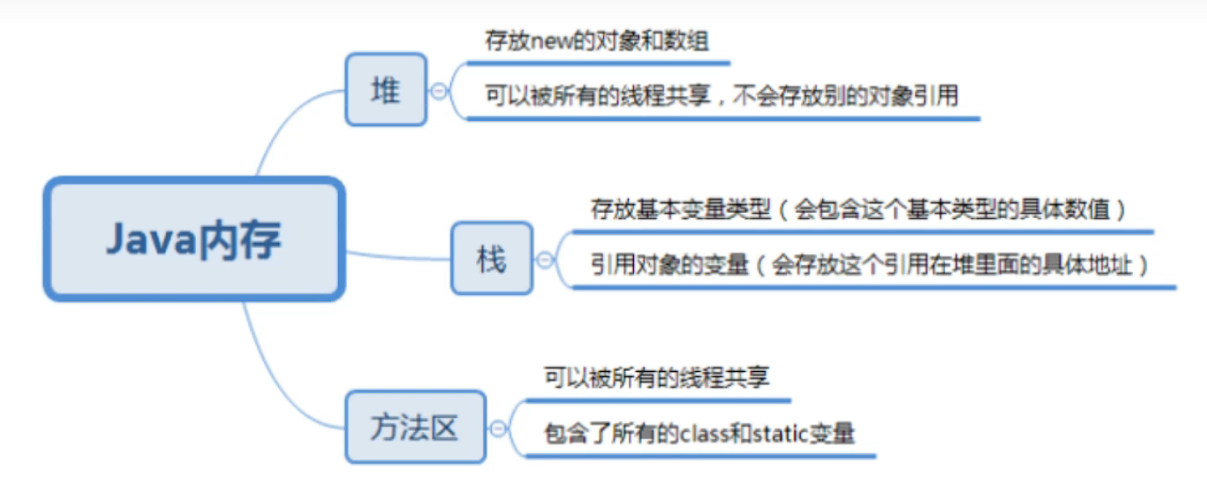 存放new的对象和数组
堆
可以被所有的线程共享，不会存放别的对象引用
存放基本变量类型（会包含这个基本类型的具体数值）
Java内存
栈
引用对象的变量（会存放这个引用在堆里面的具体地址）
可以被所有的线程共享
方法区
包含了所有的class和static变量